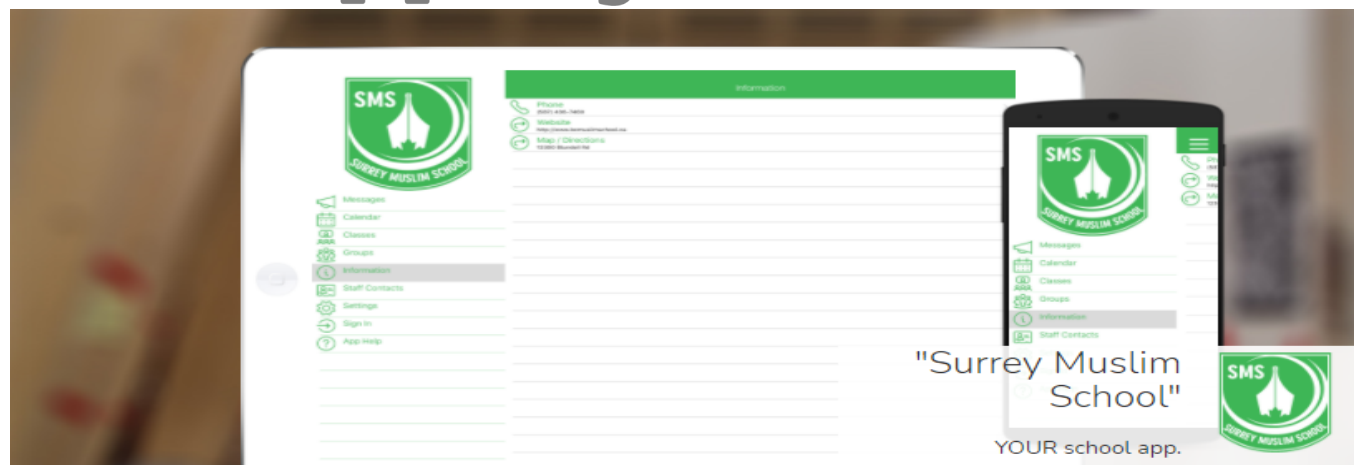 SMS
SURREY MUSLIM SCHOOL
Messages
Calendar
Classes
Groups
Information
Staff Contacts
Settings
Sign In
App Help
Information
Phone
Website
Map / Directions
SMS
SURREY MUSLIM SCHOOL
Messages
Calendar
Classes
Groups
Information
Staff Contacts
"Surrey Muslim
School"
YOUR school app.
SMS
SURREY MUSLIM SCHOOL